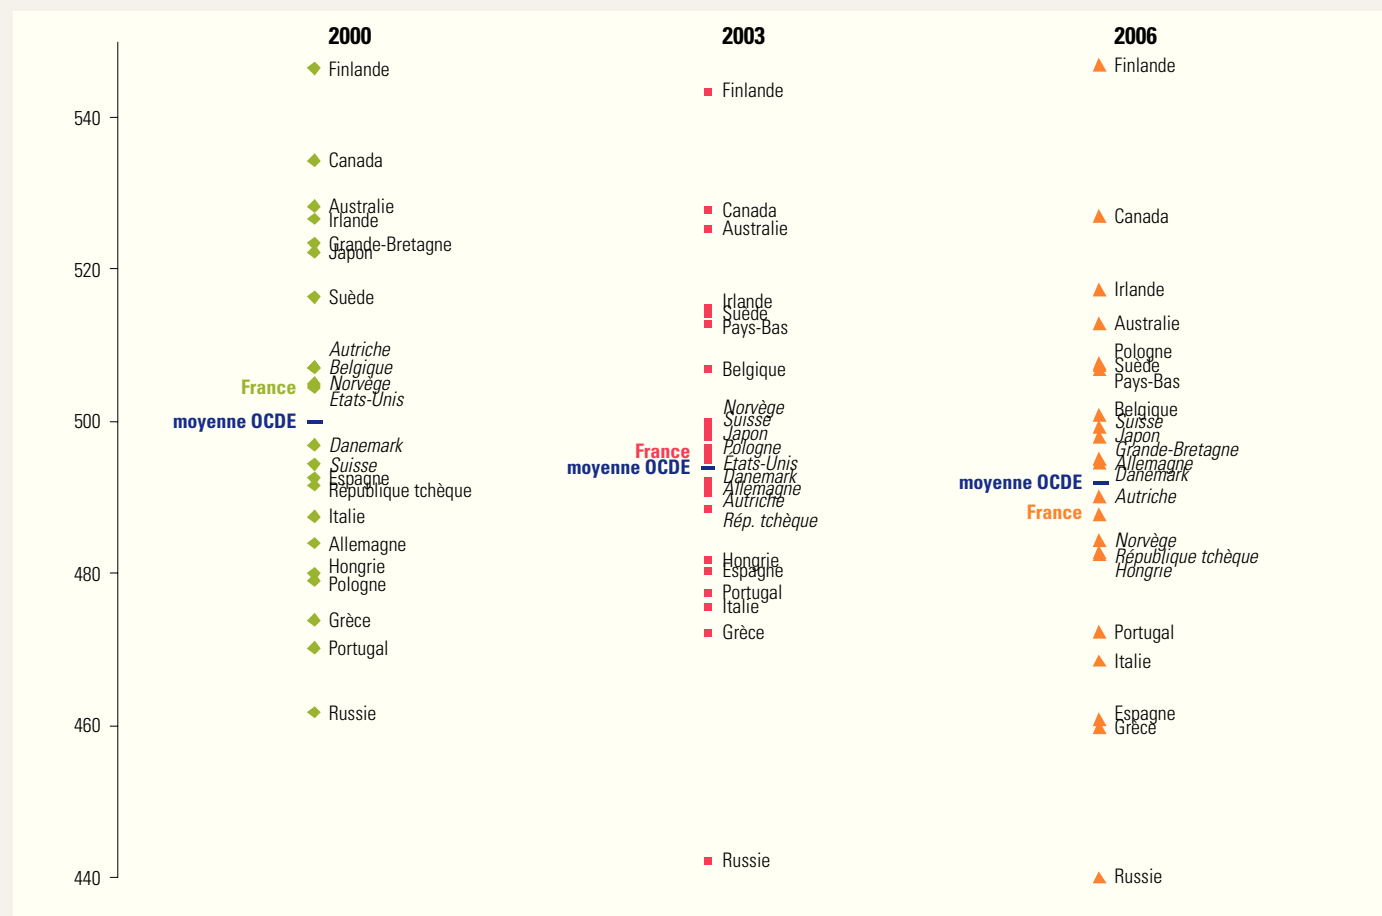 2000
2003
2006
540
520
500
480
460
440
Finlande
Canada
Australie
Irlande
Grande-Bretagne
Japon
Suède
Autriche
Belgique
Norvège
France
États-Unis
moyenne OCDE
Danemark
Suisse
Espagne
République tchèque
Italie
Allemagne
Hongrie
Pologne
Grèce
Portugal
Russie
Finlande
Canada
Australie
Irlande
Suède
Pays-Bas
Belgique
Norvège
Suisse
Japon
Pologne
France
États-Unis
moyenne OCDE
Danemark
Allemagne
Autriche
Rép. tchèque
Hongrie
Espagne
Portugal
Italie
Grèce
Russie
Finlande
Canada
Irlande
Australie
Pologne
Suède
Pays-Bas
Belgique
Suisse
Japon
Grande-Bretagne
Allemagne
Danemark
moyenne OCDE
Autriche
France
Norvège
République tchèque
Hongrie
Portugal
Italie
Espagne
Grèce
Russie